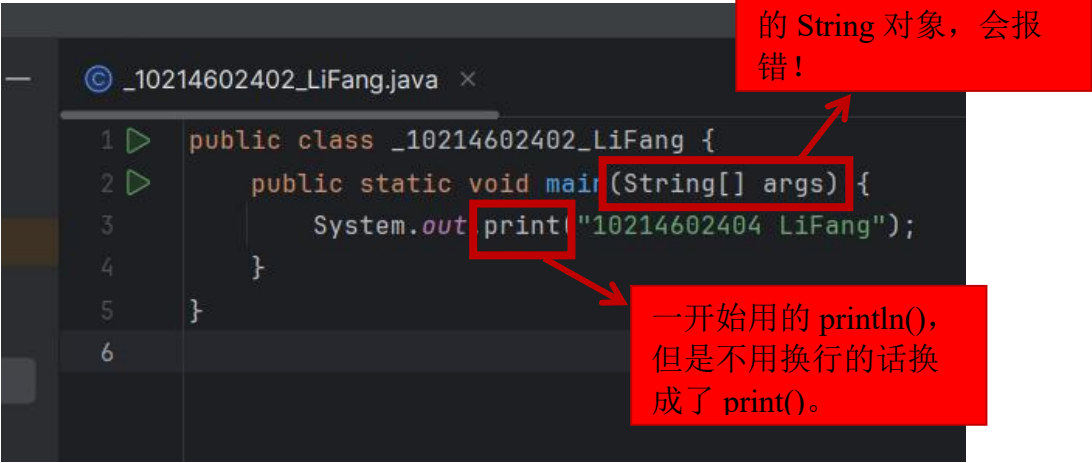 的 String 对象，会报
错！
_10214602402_LiFang.java
1 public class _10214602402_LiFang {
2 public static void main(String[] args) {
3 System.out.print("10214602404 LiFang");
4 }
5 }
6
一开始用的 println()，
但是不用换行的话换
成了 print()。